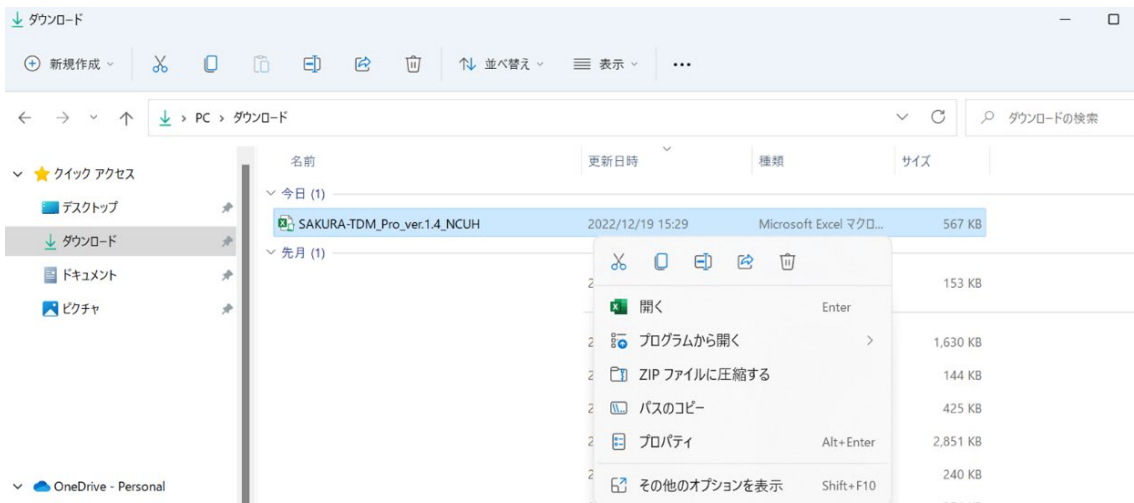 ダウンロード
新規作成 並べ替え 表示 ...
PC > ダウンロード ダウンロードの検索
名前 更新日時 種類 サイズ
クイック アクセス
今日 (1)
デスクトップ
SAKURA-TDM_Pro_ver.1.4_NCUH 2022/12/19 15:29 Microsoft Excel マクロ... 567 KB
ダウンロード
先月 (1)
ドキュメント
153 KB
ピクチャ
開く Enter
プログラムから開く 1,630 KB
ZIP ファイルに圧縮する 144 KB
パスのコピー 425 KB
プロパティ Alt+Enter 2,851 KB
OneDrive - Personal
その他のオプションを表示 Shift+F10 240 KB